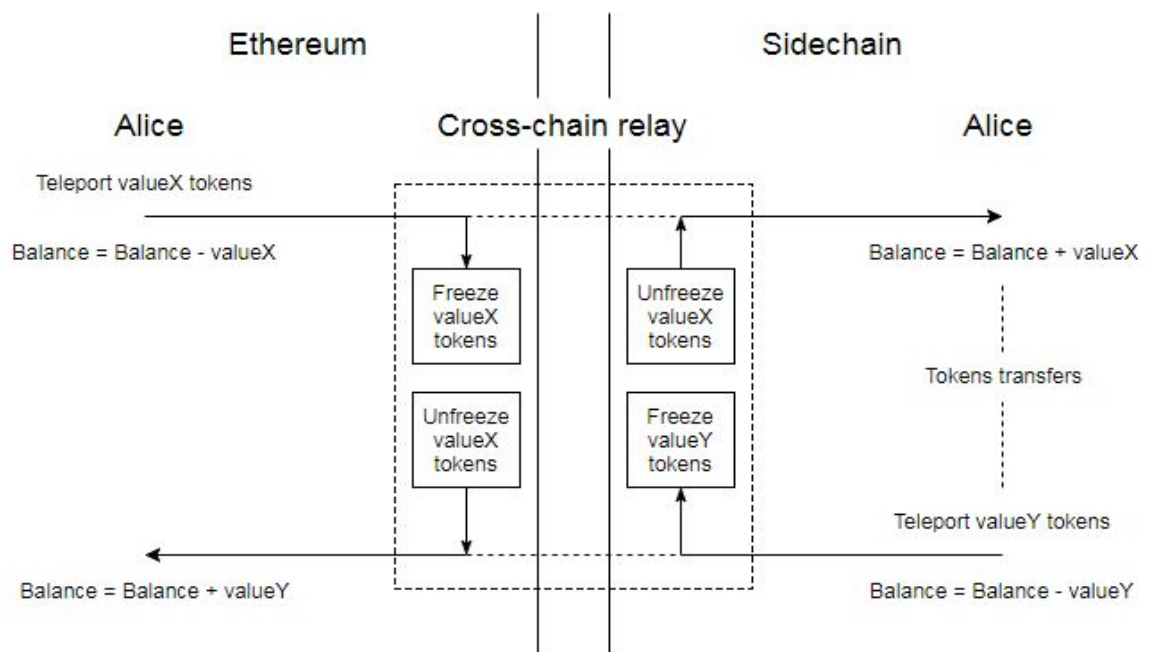 Ethereum
Sidechain
Alice
Cross-chain relay
Alice
Teleport valueX tokens
Balance = Balance - valueX
Balance = Balance + valueX
Freeze
valueX
tokens
Unfreeze
valueX
tokens
Tokens transfers
Unfreeze
valueX
tokens
Freeze
valueY
tokens
Teleport valueY tokens
Balance = Balance + valueY
Balance = Balance - valueY